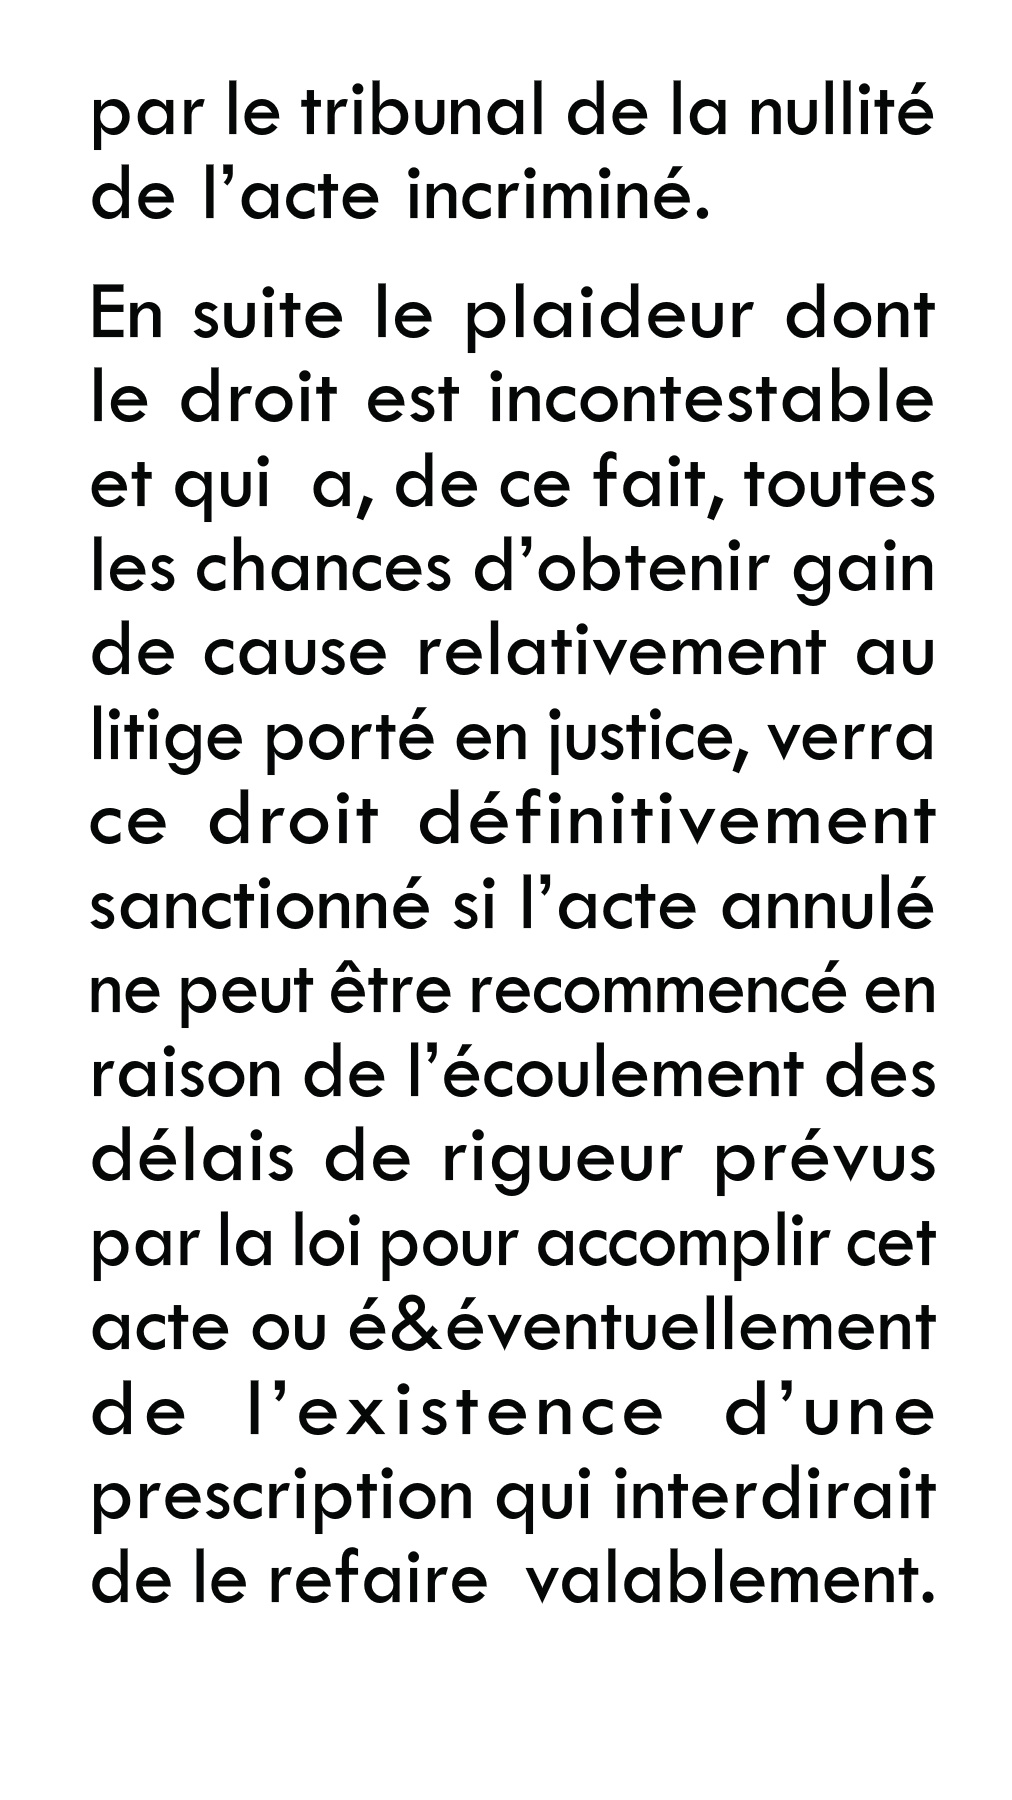 par le tribunal de la nullité
de l’acte incriminé.
En suite le plaideur dont
le droit est incontestable
et qui  a, de ce fait, toutes
les chances d’obtenir gain
de cause relativement au
litige porté en justice, verra
ce droit définitivement
sanctionné si l’acte annulé
ne peut être recommencé en
raison de l’écoulement des
délais de rigueur prévus
par la loi pour accomplir cet
acte ou é&éventuellement
de l’existence d’une
prescription qui interdirait
de le refaire  valablement.